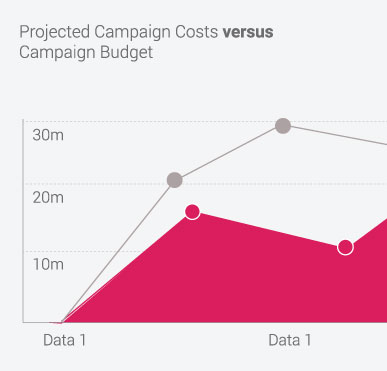 Projected Campaign Costs versus
Campaign Budget
30m
20m
10m
Data 1
Data 1